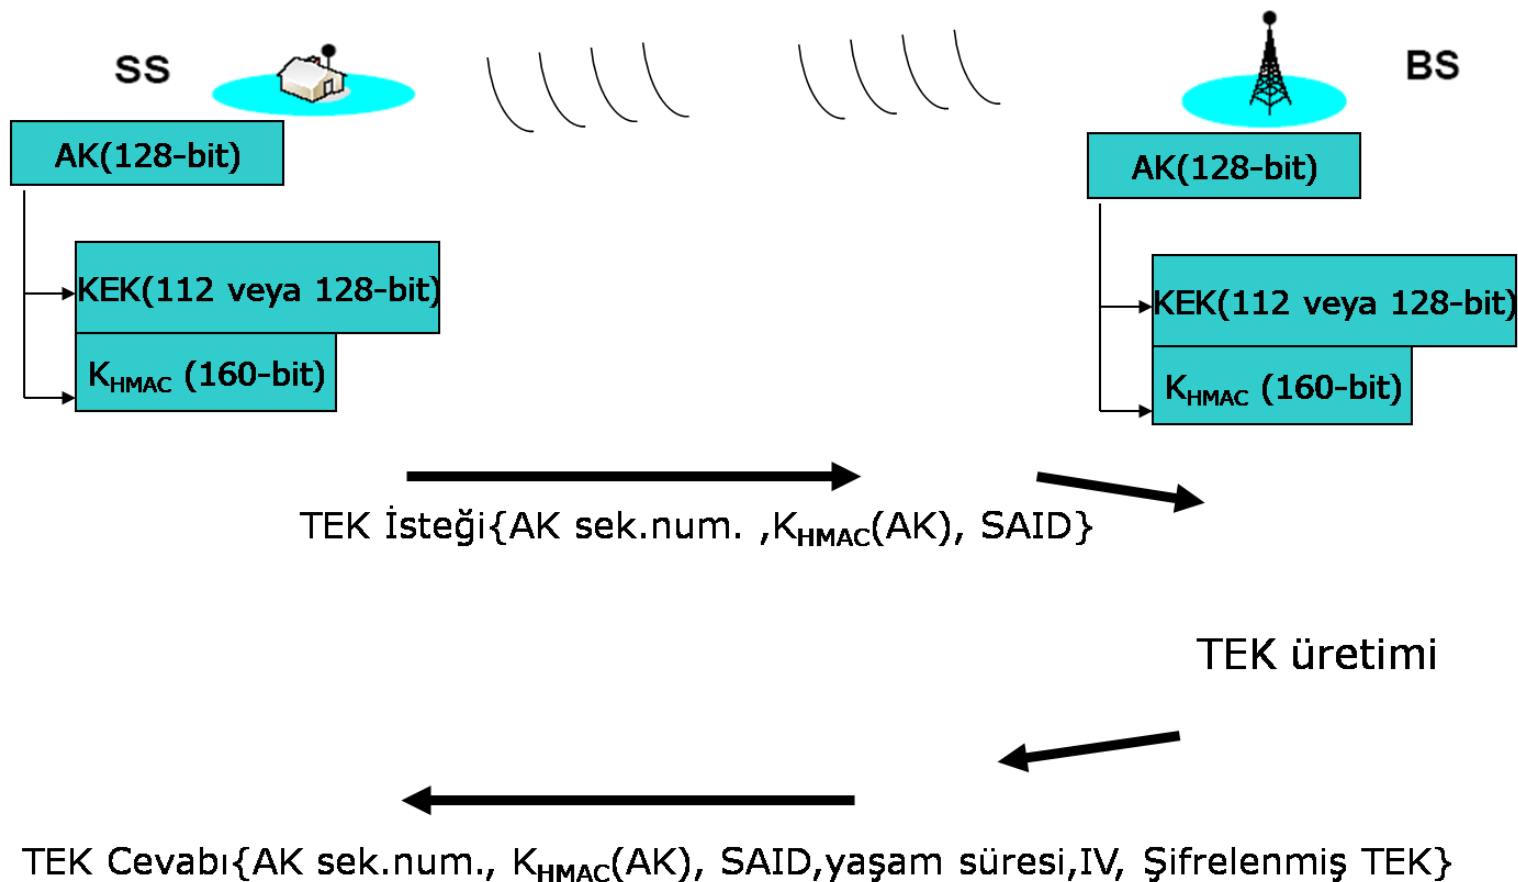 SS
BS
AK(128-bit)
KEK(112 veya 128-bit)
KHMAC (160-bit)
AK(128-bit)
KEK(112 veya 128-bit)
KHMAC (160-bit)
TEK İsteği{AK sek.num. ,KHMAC(AK), SAID}
TEK üretimi
TEK Cevabı{AK sek.num., KHMAC(AK), SAID,yaşam süresi,IV, Şifrelenmiş TEK}